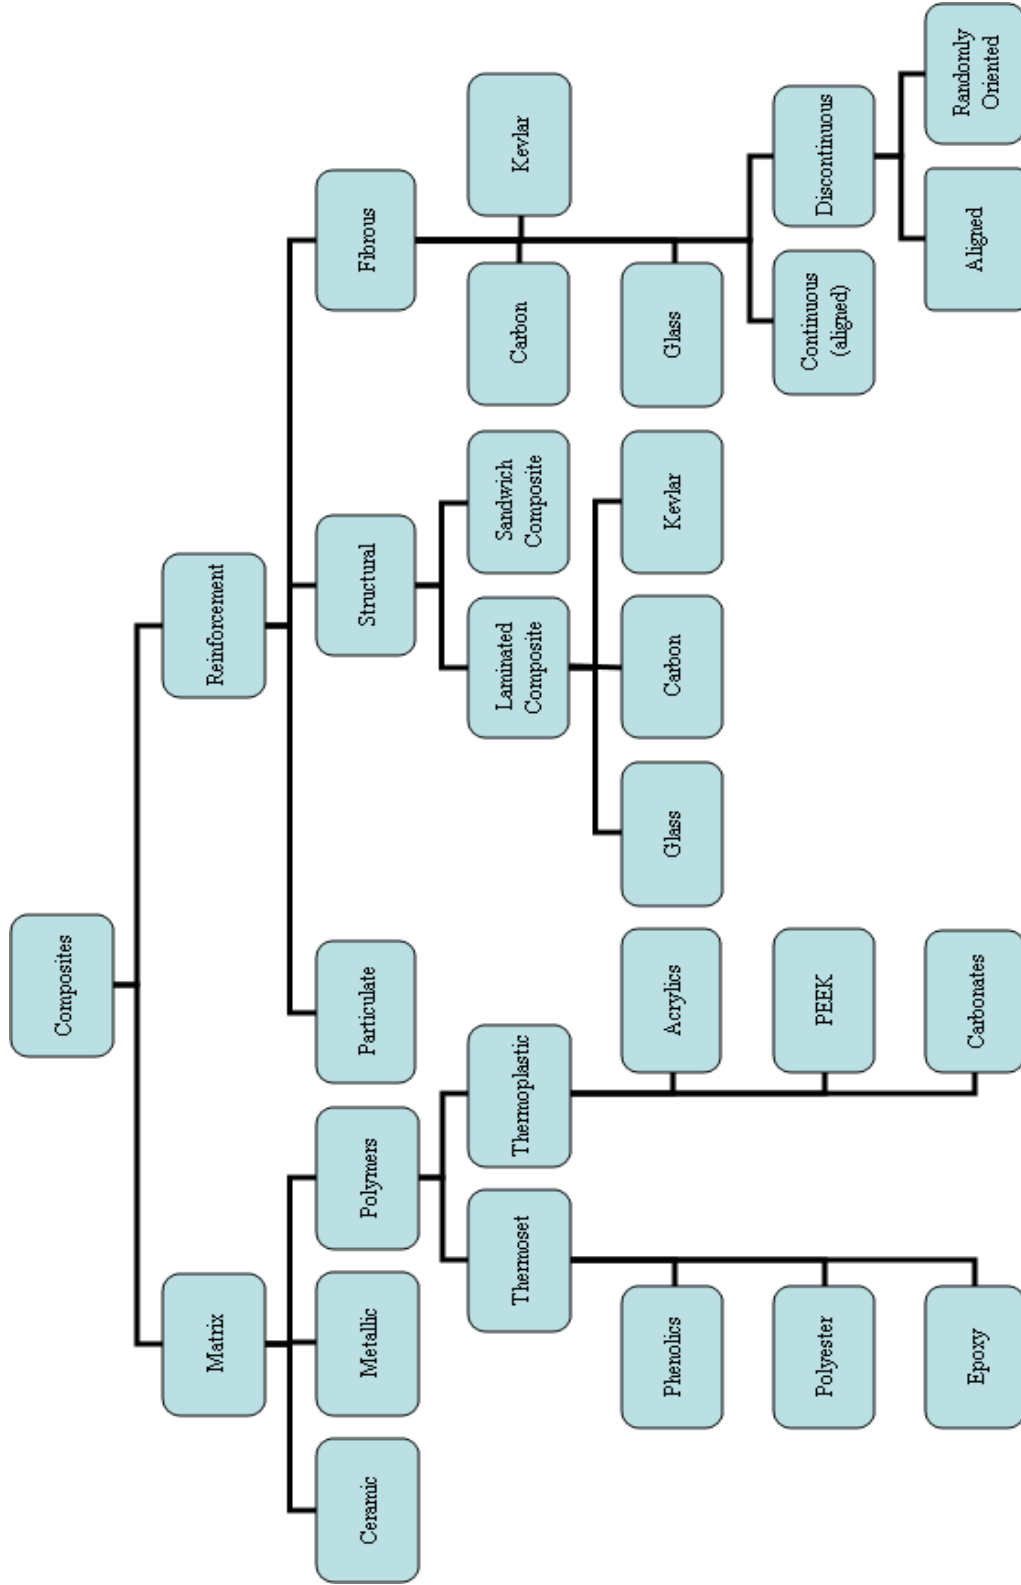 Composites
Matrix
Reinforcement
Ceramic
Metallic
Polymers
Particulate
Structural
Fibrous
Thermoset
Thermoplastic
Laminated
Composite
Sandwich
Composite
Carbon
Kevlar
Phenolics
Acrylics
Glass
Carbon
Kevlar
Glass
Polyester
PEEK
Continuous
(aligned)
Discontinuous
Epoxy
Carbonates
Aligned
Randomly
Oriented